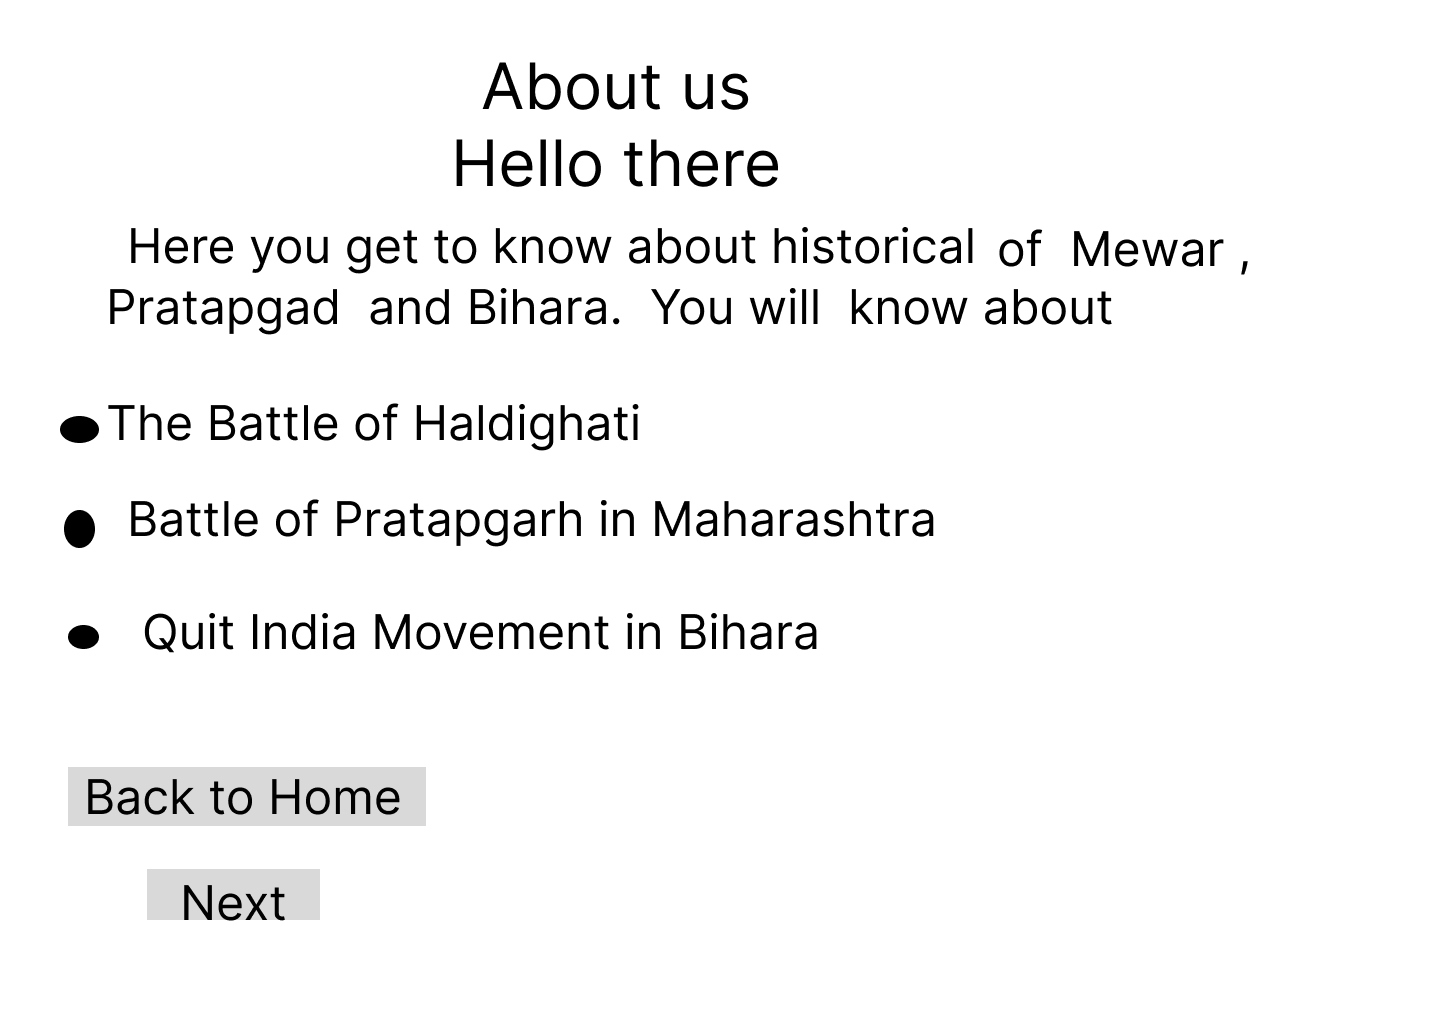 About us
Hello there
Here you get to know about historical of Mewar ,
Pratapgad and Bihara. You will know about
The Battle of Haldighati
Battle of Pratapgarh in Maharashtra
Quit India Movement in Bihara
Back to Home
Next